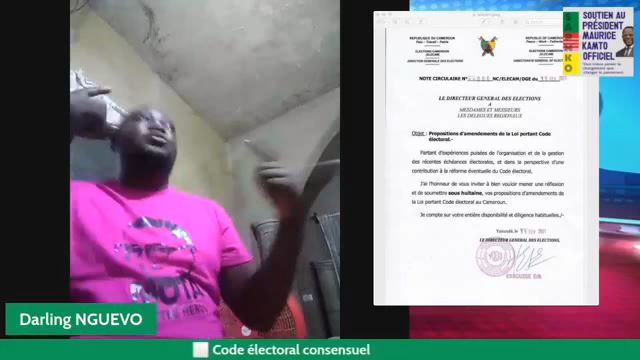 REPUBLIQUE DU CAMEROUN
Paix - Travail - Patrie
ELECTIONS CAMEROON
DIRECTION GENERALE DES ELECTIONS
REPUBLIC OF CAMEROON
Peace - Work - Fatherland
ELECTIONS CAMEROON
SOUTIEN AU
PRÉSIDENT
MAURICE
KAMTO
OFFICIEL
NOTE CIRCULAIRE N° NC/ELECAM/DGE du
LE DIRECTEUR GENERAL DES ELECTIONS
A
MESDAMES ET MESSIEURS
LES DELEGUES REGIONAUX
Objet : Propositions d'amendements de la Loi portant Code
électoral.-
Partant d'expériences puisées de l'organisation et de la gestion
des récentes échéances électorales, et dans la perspective d'une
contribution à la réforme éventuelle du Code électoral,
J'ai l'honneur de vous inviter à bien vouloir mener une réflexion
et de soumettre sous huitaine, vos propositions d'amendements de
la Loi portant Code électoral au Cameroun.
Je compte sur votre entière disponibilité et diligence habituelles./-
Yaoundé, le
LE DIRECTEUR GENERAL DES ELECTIONS,
Darling NGUEVO
Code électoral consensuel